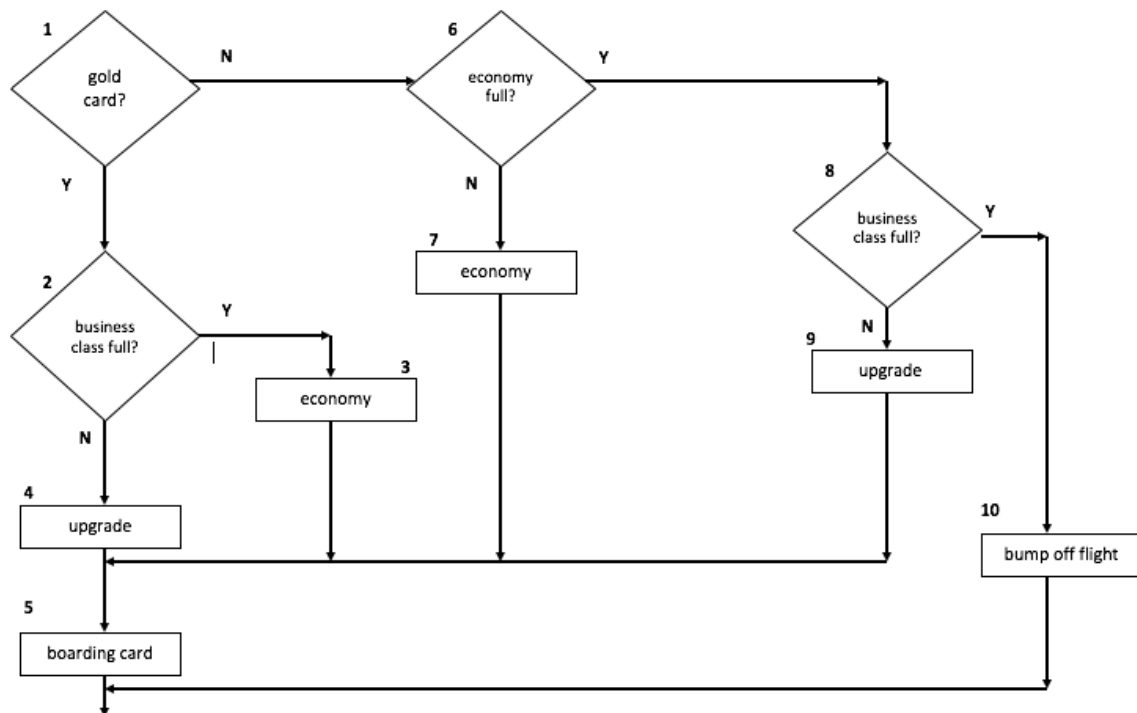 1
gold
card?
N
Y
6
economy
full?
Y
N
8
business
class full?
Y
N
7
economy
2
business
class full?
Y
N
3
economy
9
upgrade
4
upgrade
10
bump off flight
5
boarding card